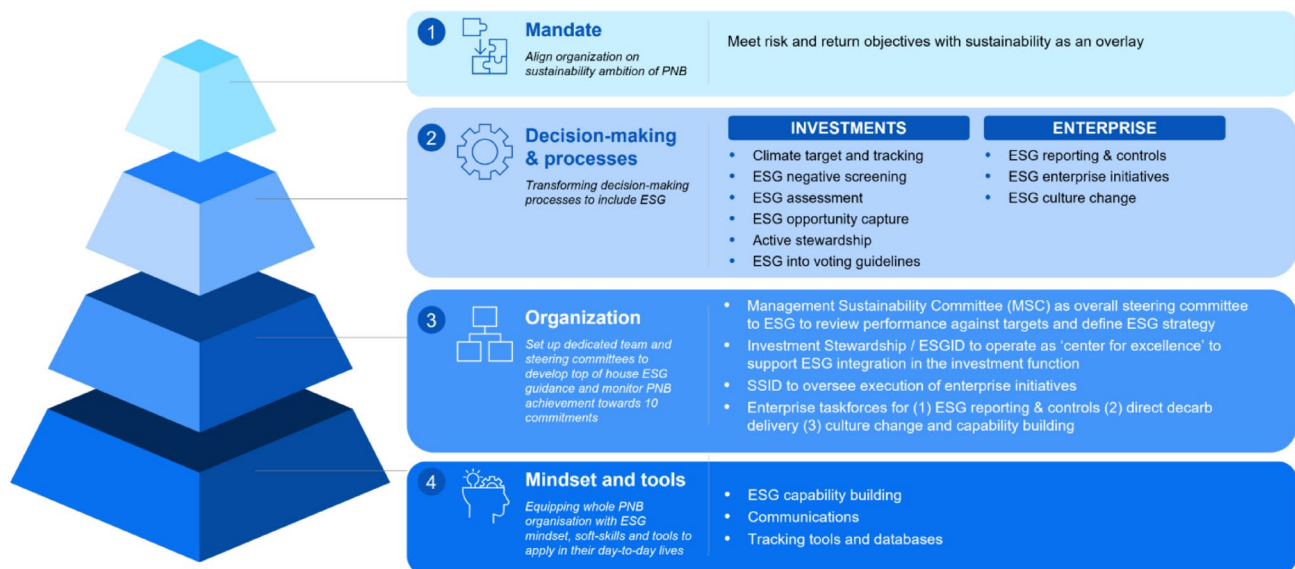 1
Mandate
Align organization on
sustainability ambition of PNB
Meet risk and return objectives with sustainability as an overlay
2
Decision-making
& processes
Transforming decision-making
processes to include ESG
INVESTMENTS
• Climate target and tracking
• ESG negative screening
• ESG assessment
• ESG opportunity capture
• Active stewardship
• ESG into voting guidelines
ENTERPRISE
• ESG reporting & controls
• ESG enterprise initiatives
• ESG culture change
3
Organization
Set up dedicated team and
steering committees to
develop top of house ESG
guidance and monitor PNB
achievement towards 10
commitments
• Management Sustainability Committee (MSC) as overall steering committee
to ESG to review performance against targets and define ESG strategy
• Investment Stewardship / ESGID to operate as ‘center for excellence’ to
support ESG integration in the investment function
• SSID to oversee execution of enterprise initiatives
• Enterprise taskforces for (1) ESG reporting & controls (2) direct decarb
delivery (3) culture change and capability building
4
Mindset and tools
Equipping whole PNB
organisation with ESG
mindset, soft-skills and tools to
apply in their day-to-day lives
• ESG capability building
• Communications
• Tracking tools and databases